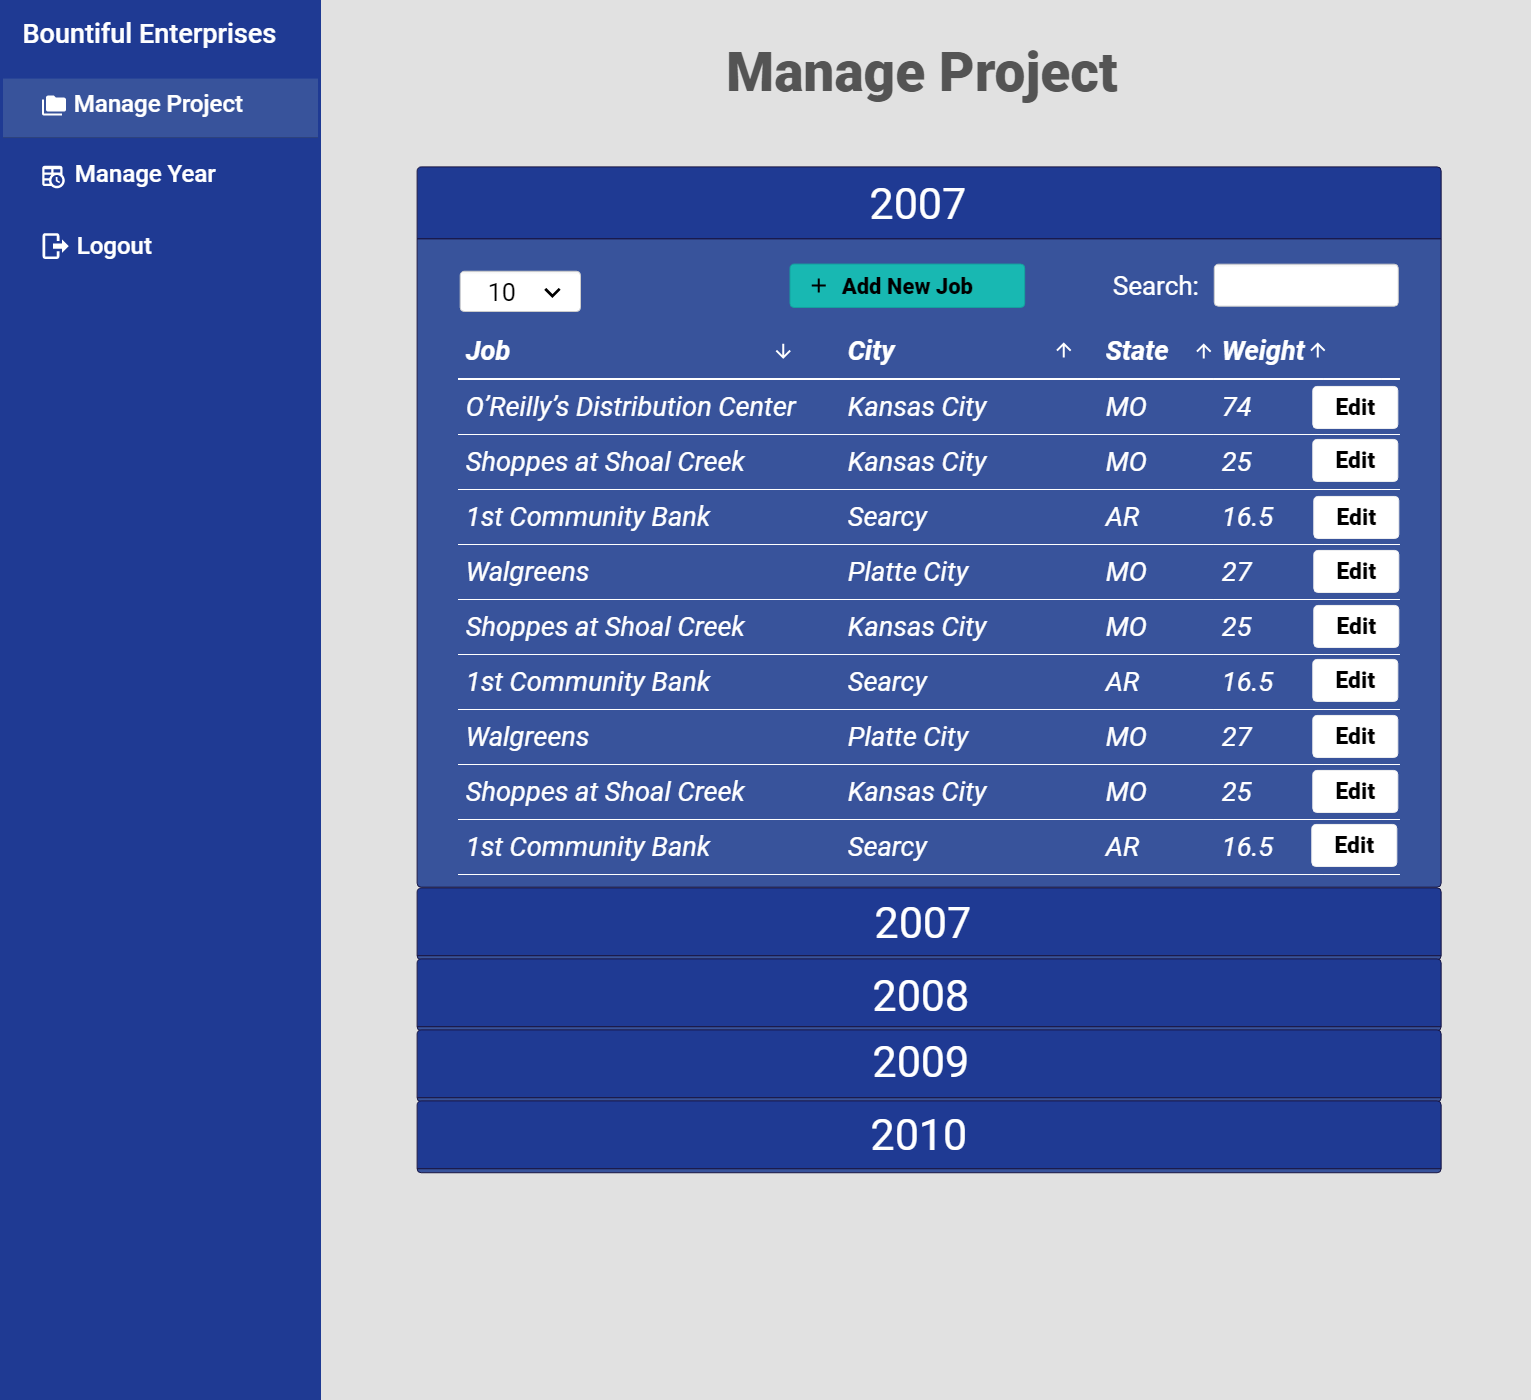 Bountiful Enterprises
Manage Project
Manage Year
Logout
Manage Project
2007
10
+ Add New Job
Search:
Job City State Weight
O’Reilly’s Distribution Center Kansas City MO 74 Edit
Shoppes at Shoal Creek Kansas City MO 25 Edit
1st Community Bank Searcy AR 16.5 Edit
Walgreens Platte City MO 27 Edit
Shoppes at Shoal Creek Kansas City MO 25 Edit
1st Community Bank Searcy AR 16.5 Edit
Walgreens Platte City MO 27 Edit
Shoppes at Shoal Creek Kansas City MO 25 Edit
1st Community Bank Searcy AR 16.5 Edit
2007
2008
2009
2010